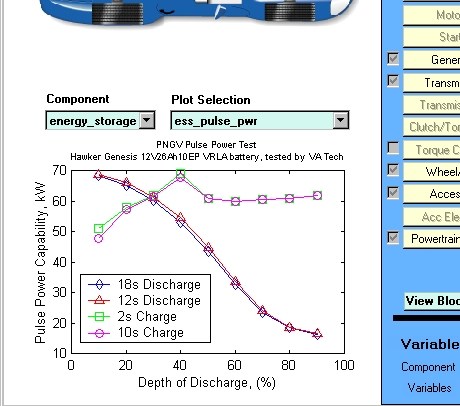 Component
Plot Selection
energy_storage
ess_pulse_pwr
PNGV Pulse Power Test
Hawker Genesis 12V26Ah10EP VRLA battery, tested by VA Tech
Pulse Power Capability, kW
70
60
50
40
30
20
10
18s Discharge
12s Discharge
2s Charge
10s Charge
0
20
40
60
80
100
Depth of Discharge, (%)
Moto
Start
Gener
Transm
Transmis
Clutch/Tor
Torque C
Wheel/
Acces
Acc Ele
Powertrain
View Bloc
Variable
Component
Variables